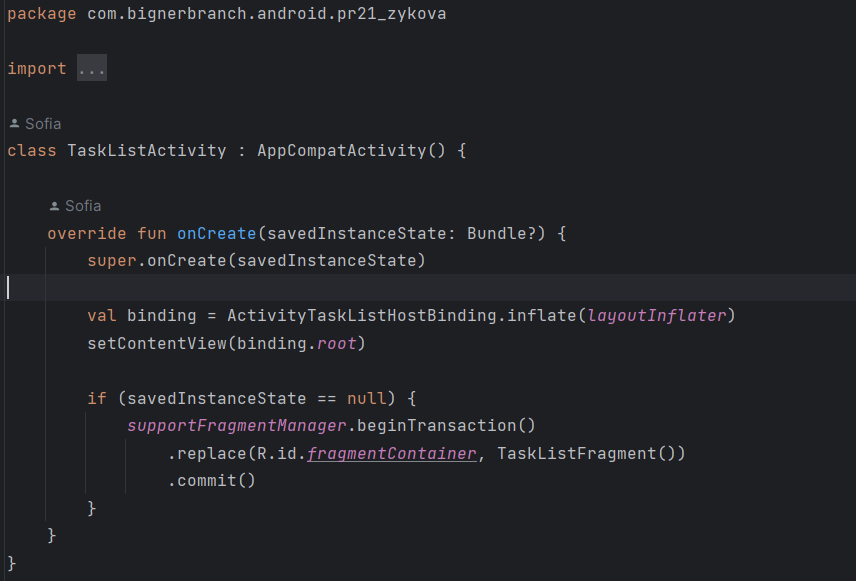 package com.bignerbranch.android.pr21_zykova
import ...
Sofia
class TaskListActivity : AppCompatActivity() {
Sofia
override fun onCreate(savedInstanceState: Bundle?) {
super.onCreate(savedInstanceState)
val binding = ActivityTaskListHostBinding.inflate(layoutInflater)
setContentView(binding.root)
if (savedInstanceState == null) {
supportFragmentManager.beginTransaction()
.replace(R.id.fragmentContainer, TaskListFragment())
.commit()
}
}
}